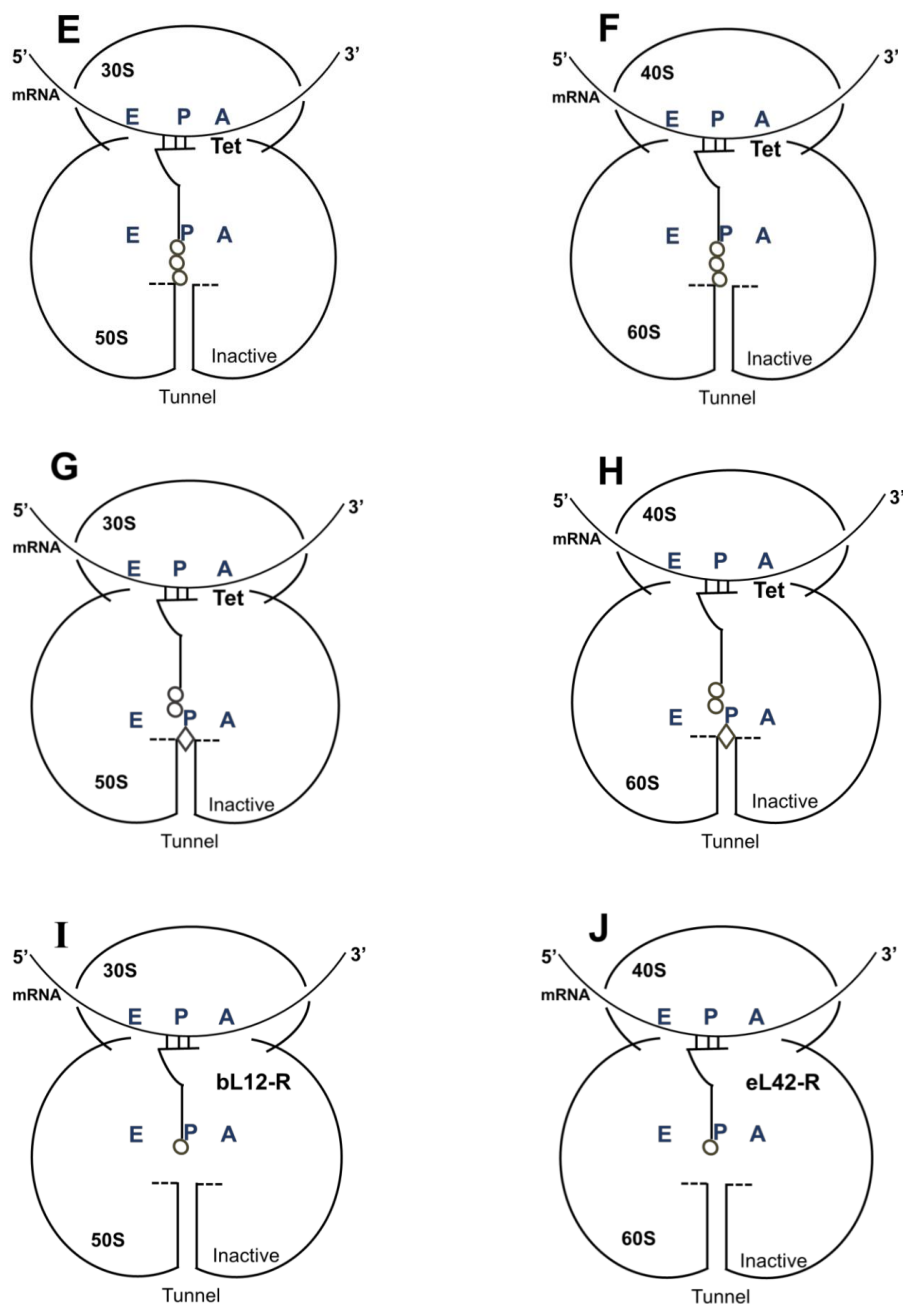 E
5’ 30S 3’
mRNA
E P A
Tet
E P A
50S Inactive
Tunnel
F
5’ 40S 3’
mRNA
E P A
Tet
E P A
60S Inactive
Tunnel
G
5’ 30S 3’
mRNA
E P A
Tet
E P A
50S Inactive
Tunnel
H
5’ 40S 3’
mRNA
E P A
Tet
E P A
60S Inactive
Tunnel
I
5’ 30S 3’
mRNA
E P A
bL12-R
E P A
50S Inactive
Tunnel
J
5’ 40S 3’
mRNA
E P A
eL42-R
E P A
60S Inactive
Tunnel